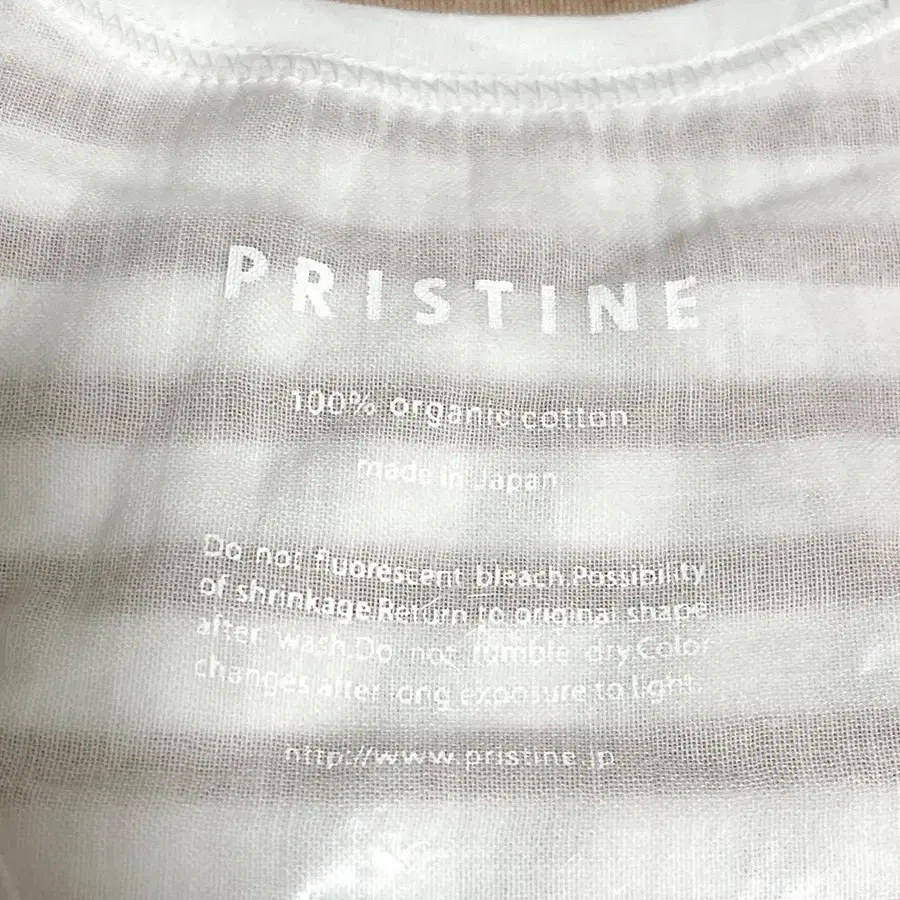 PRISTINE
100% organic cotton
made in Japan
Do not fluorescent bleach.Possibility
of shrinkage.Return to original shape
after wash.Do not tumble dry.Color
changes after long exposure to light.
http://www.pristine.jp